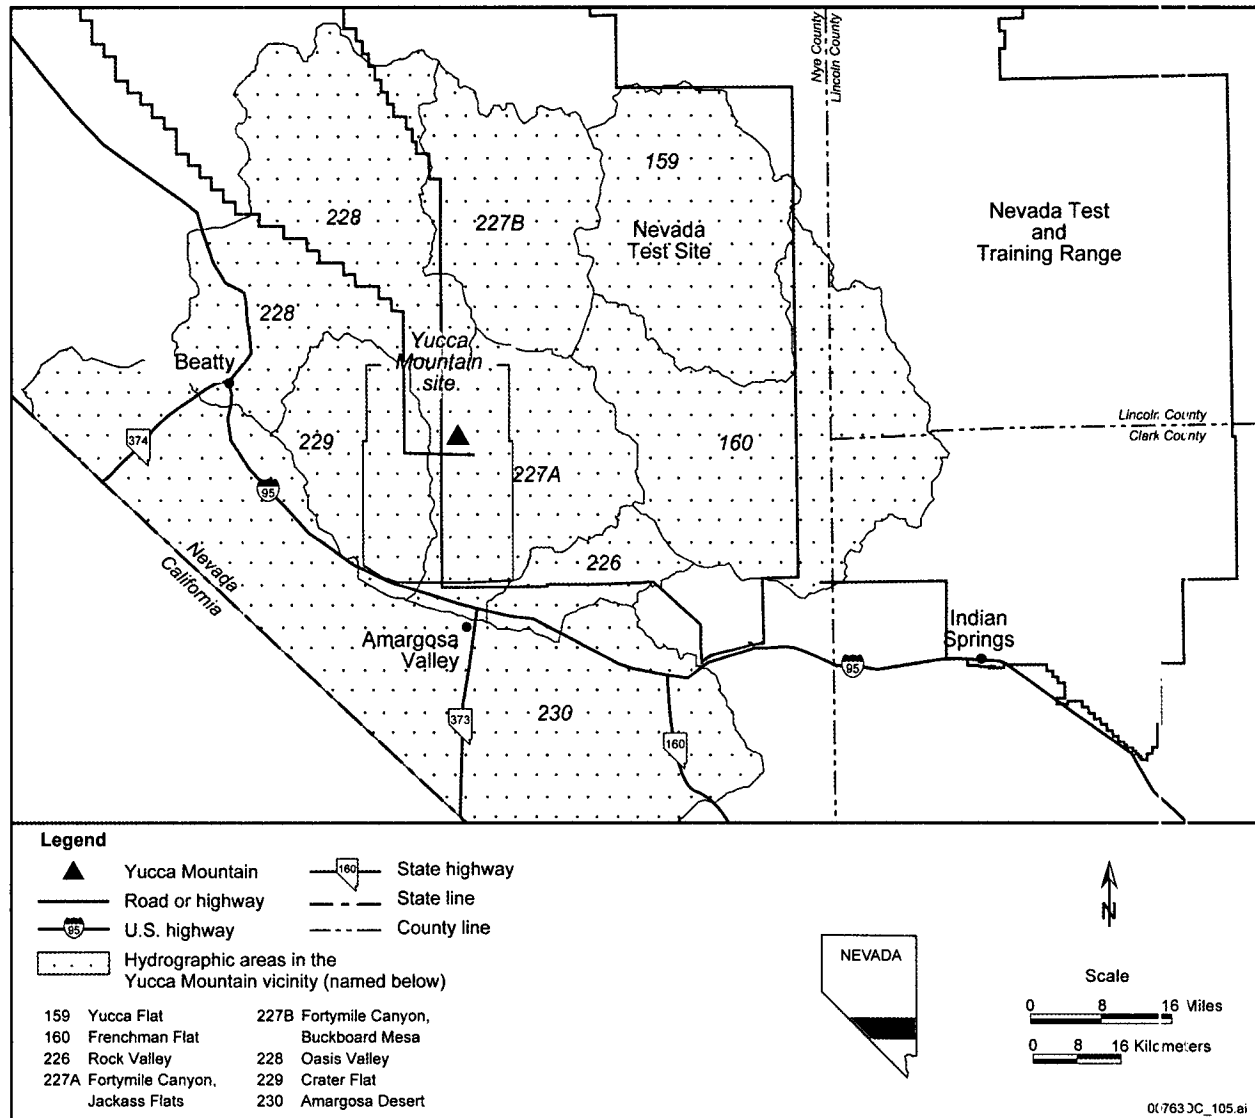 Nye County
Lincoln County
159
228
227B
Nevada
Test Site
Nevada Test
and
Training Range
228
Yucca
Mountain
site
Beatty
374
229
160
Lincoln County
Clark County
227A
95
Nevada
California
226
Amargosa
Valley
Indian
Springs
95
373
230
160
Legend
Yucca Mountain
Road or highway
95 U.S. highway
Hydrographic areas in the
Yucca Mountain vicinity (named below)
160 State highway
State line
County line
159 Yucca Flat
160 Frenchman Flat
226 Rock Valley
227A Fortymile Canyon,
Jackass Flats
227B Fortymile Canyon,
Buckboard Mesa
228 Oasis Valley
229 Crater Flat
230 Amargosa Desert
NEVADA
N
Scale
0 8 16 Miles
0 8 16 Kilometers